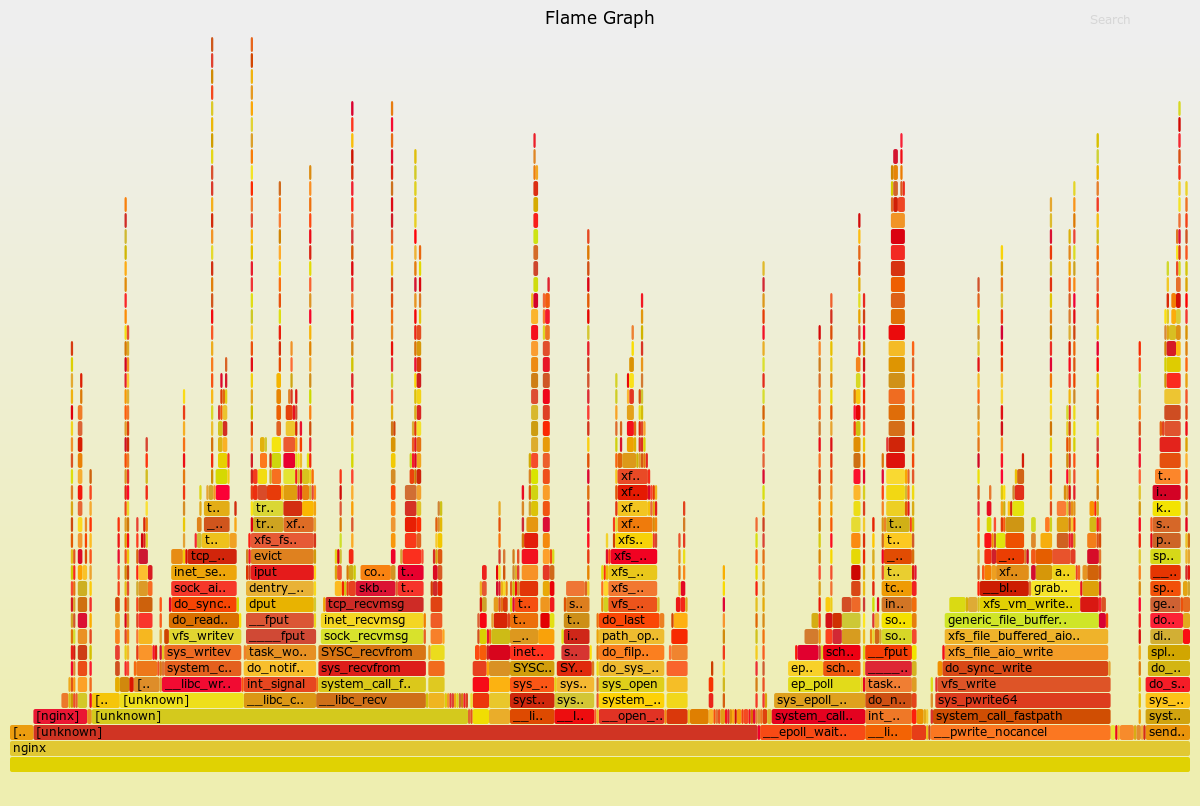 Flame Graph
Search
t..
xf..
xf..
l..
t..
xf..
k..
tr..
xf..
xf..
t..
s..
t..
xfs_fs..
xfs..
t..
p..
tcp_..
evict
xfs_..
sp..
inet_se..
iput
co..
t..
xfs_..
t..
xf..
a..
sock_ai..
dentry_..
skb..
t..
xfs_..
tc..
__bl..
grab..
sp..
do_sync..
dput
tcp_recvmsg
t..
s..
vfs_..
in..
xfs_vm_write..
ge..
do_read..
__fput
inet_recvmsg
t..
t..
do_last
so..
generic_file_buffer..
do..
vfs_writev
____fput
sock_recvmsg
i..
path_op..
so..
xfs_file_buffered_aio..
di..
sys_writev
task_wo..
SYSC_recvfrom
inet..
s..
do_filp..
sch..
__fput
xfs_file_aio_write
spl..
system_c..
do_notif..
sys_recvfrom
SYSC..
SY..
do_sys_..
ep..
sch..
do_sync_write
do_..
[..
__libc_wr..
int_signal
system_call_f..
sys_..
sys..
sys_open
ep_poll
task..
vfs_write
do_s..
[..
[unknown]
__libc_c..
__libc_recv
syst..
sys..
system_..
sys_epoll_..
do_n..
sys_pwrite64
sys_..
[nginx]
[unknown]
__li..
__l..
__open_..
system_call..
int_..
system_call_fastpath
syst..
[..
[unknown]
__epoll_wait..
__li..
__pwrite_nocancel
send..
nginx